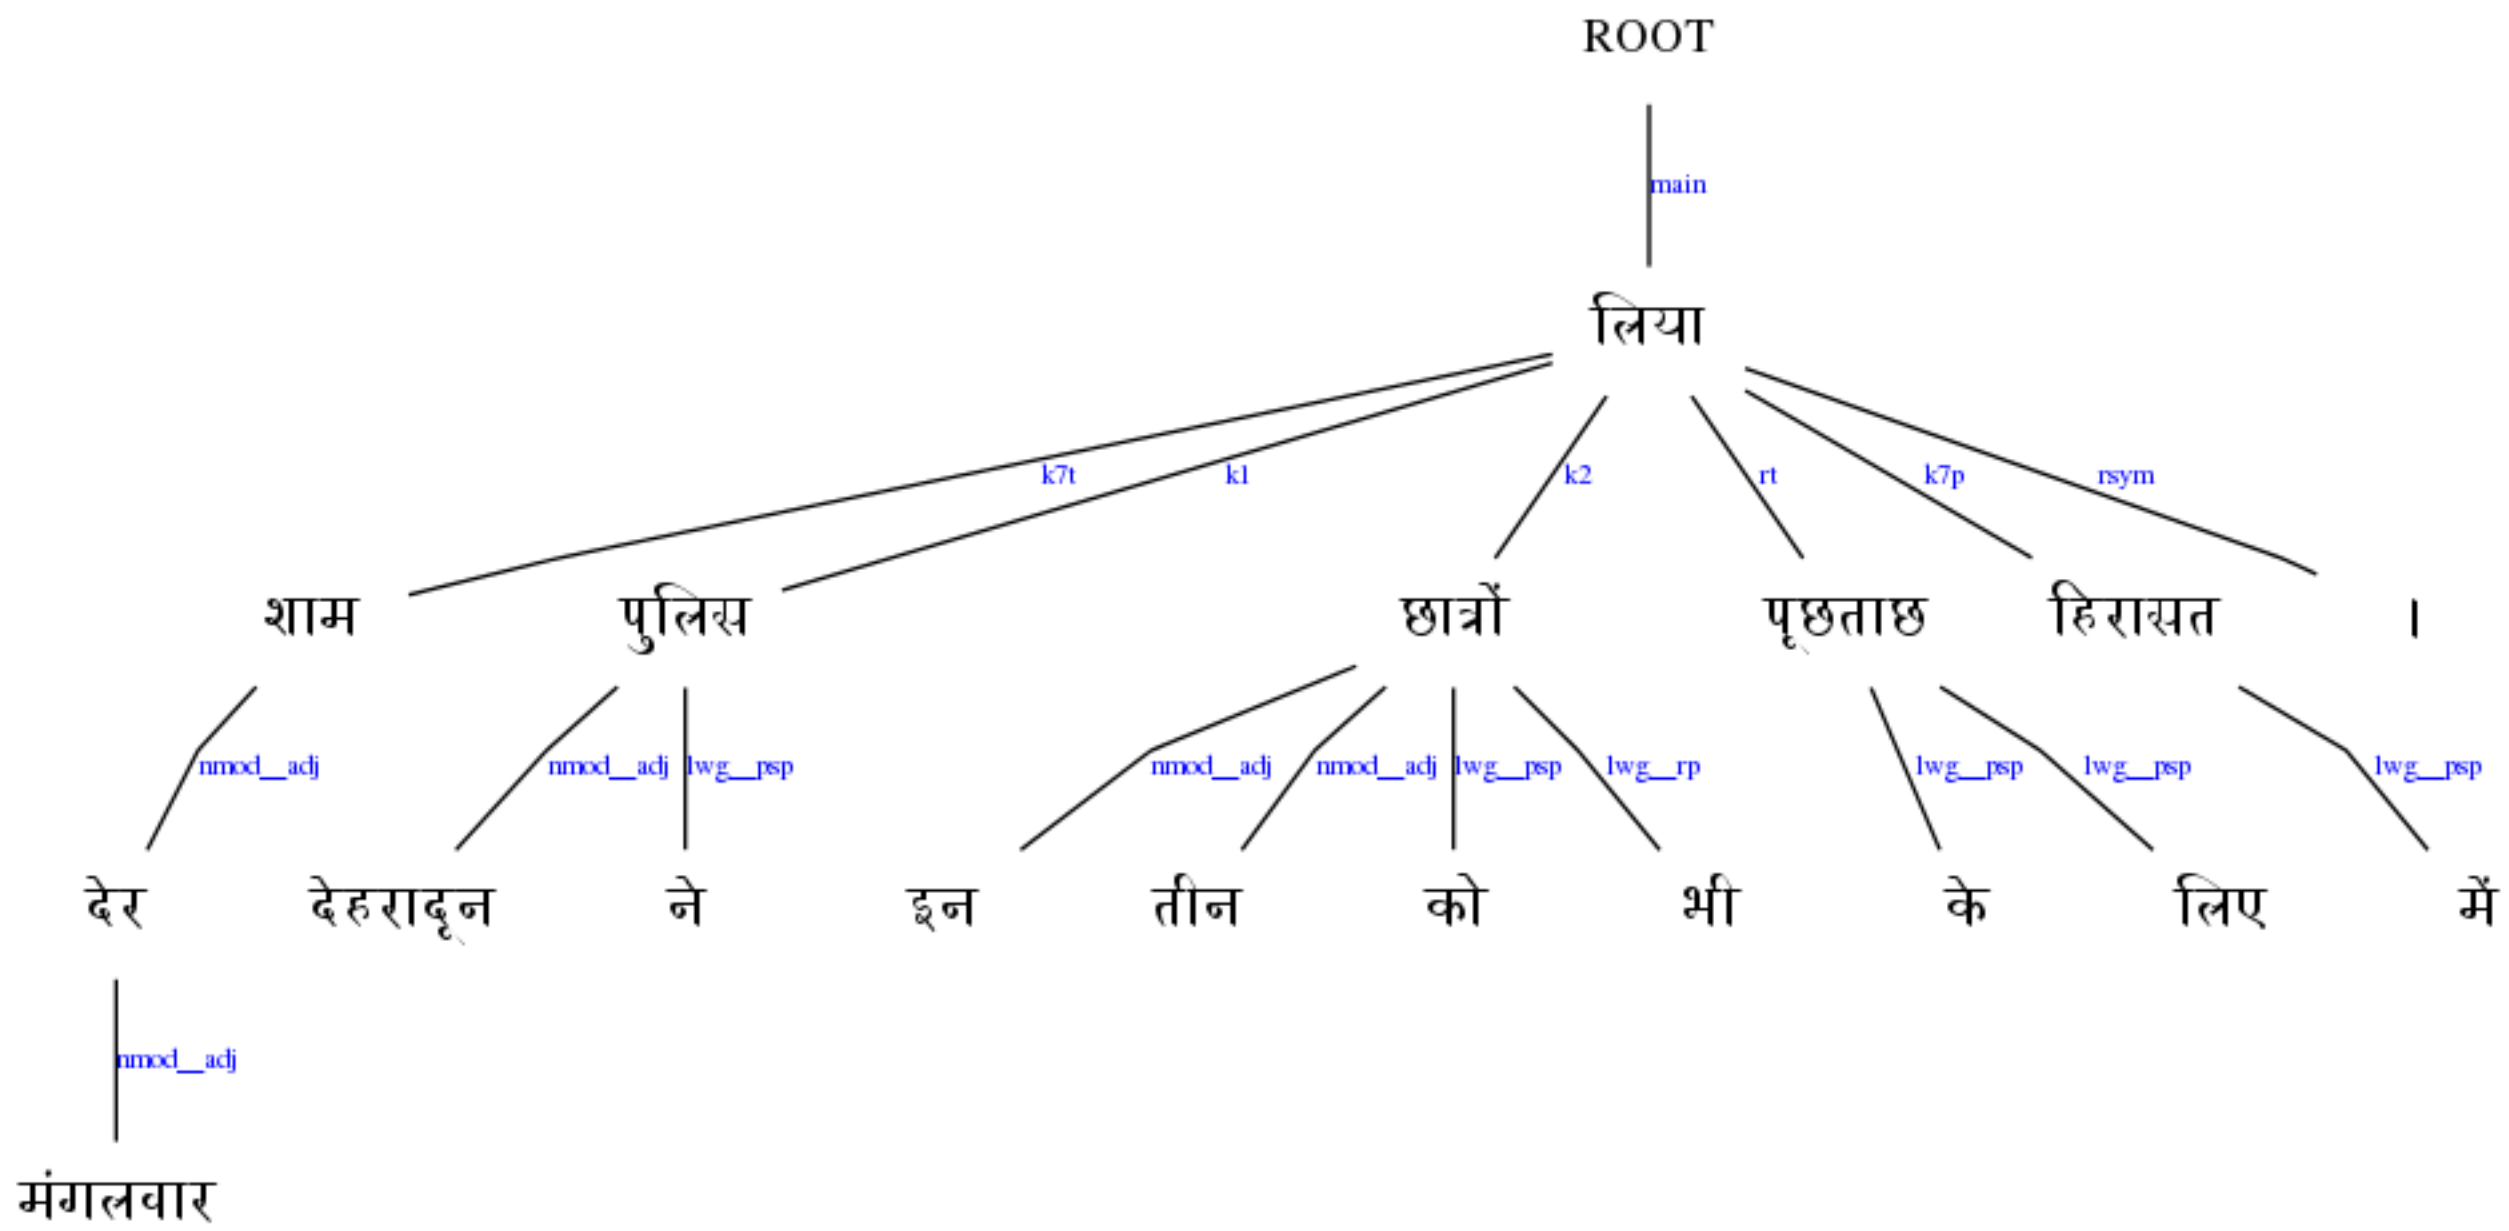 ROOT
main
लिया
k7t k1 k2 rt k7p rsym
शाम पुलिस छात्रों पूछताछ हिरासत ।
nmod__adj nmod__adj lwg__psp nmod__adj nmod__adj lwg__psp lwg__rp lwg__psp lwg__psp lwg__psp
देर देहरादून ने इन तीन को भी के लिए में
nmod__adj
मंगलवार